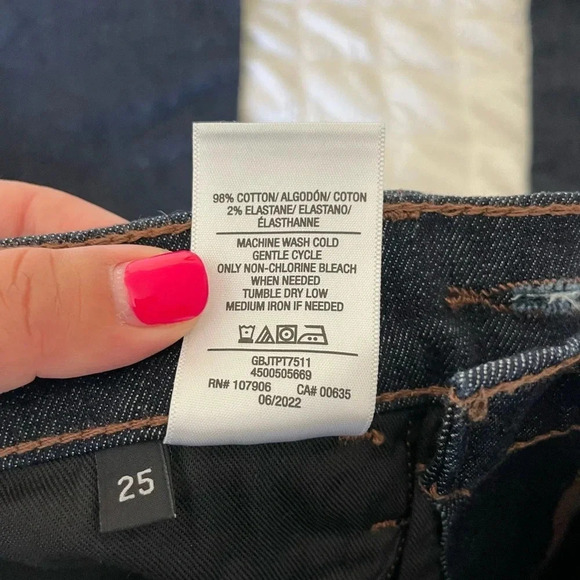 98% COTTON/ ALGODÓN/ COTON
2% ELASTANE/ ELASTANO/
ÉLASTHANNE
MACHINE WASH COLD
GENTLE CYCLE
ONLY NON-CHLORINE BLEACH
WHEN NEEDED
TUMBLE DRY LOW
MEDIUM IRON IF NEEDED
GBJTPT7511
4500505669
RN# 107906 CA# 00635
06/2022
25